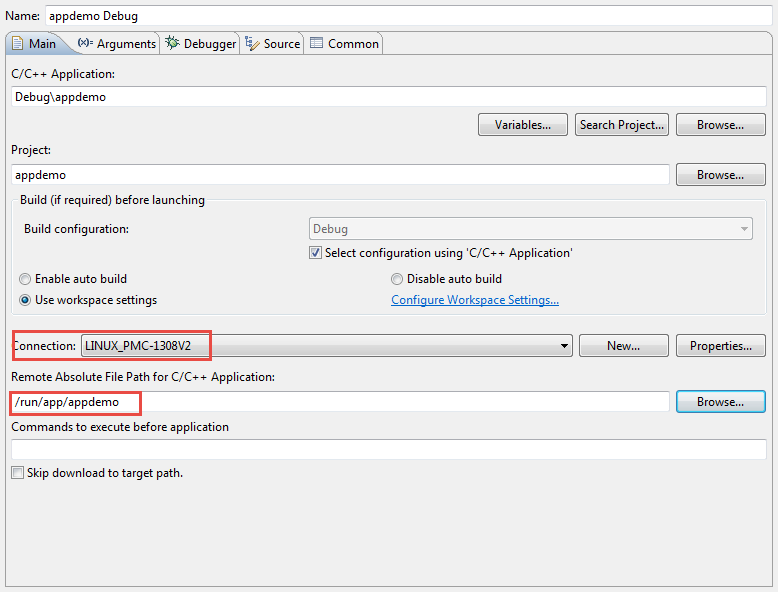 Name: appdemo Debug
Main (x)= Arguments Debugger Source Common
C/C++ Application:
Debug\appdemo
Variables... Search Project... Browse...
Project:
appdemo Browse...
Build (if required) before launching
Build configuration: Debug
Select configuration using 'C/C++ Application'
Enable auto build Disable auto build
Use workspace settings Configure Workspace Settings...
Connection: LINUX_PMC-1308V2 New... Properties...
Remote Absolute File Path for C/C++ Application:
/run/app/appdemo Browse...
Commands to execute before application
Skip download to target path.